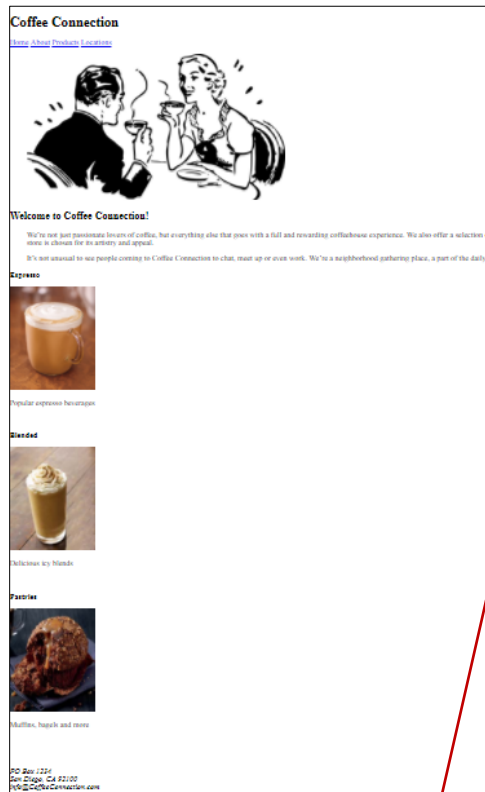 Coffee Connection
Home About Products Locations
Welcome to Coffee Connection!
We're not just passionate lovers of coffee, but everything else that goes with a full and rewarding coffeehouse experience. We also offer a selection
store is chosen for its artistry and appeal.
It's not unusual to see people coming to Coffee Connection to chat, meet up or even work. We're a neighborhood gathering place, a part of the daily
Espresso
Popular espresso beverages
Blended
Delicious icy blends
Pastries
Muffins, bagels and more
PO Box 1234
San Diego, CA 92100
info@CoffeeConnection.com